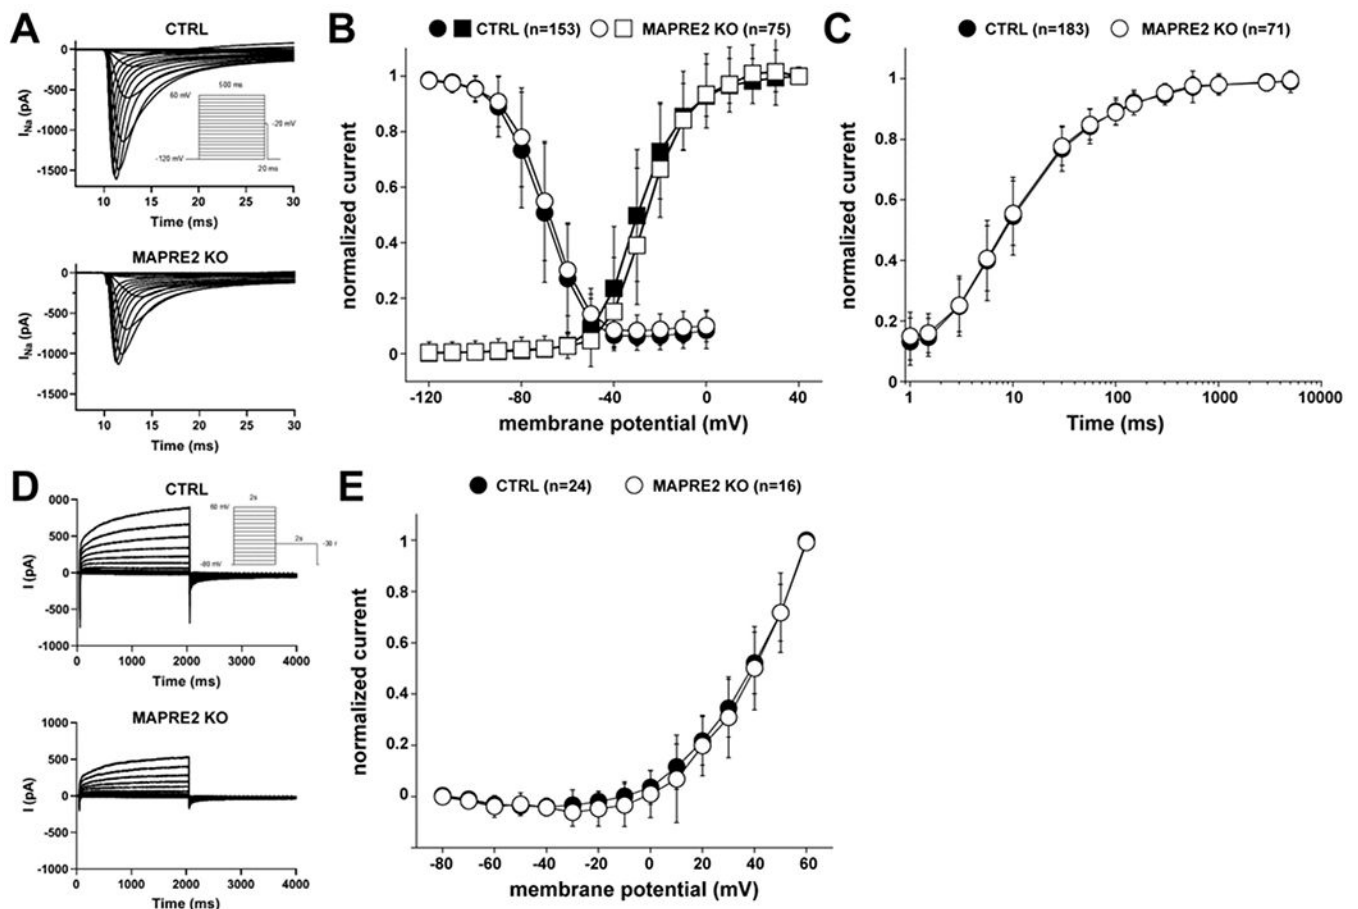 A
CTRL
I_Na (pA)
0
-500
-1000
-1500
500 ms
60 mV
-20 mV
-120 mV
20 ms
10 15 20 25 30
Time (ms)
MAPRE2 KO
I_Na (pA)
0
-500
-1000
-1500
10 15 20 25 30
Time (ms)
B
CTRL (n=153) MAPRE2 KO (n=75)
normalized current
1
0.8
0.6
0.4
0.2
0
-120 -80 -40 0 40
membrane potential (mV)
C
CTRL (n=183) MAPRE2 KO (n=71)
normalized current
1
0.8
0.6
0.4
0.2
0
1 10 100 1000 10000
Time (ms)
D
CTRL
I (pA)
000
500
0
-500
-1000
2s
60 mV
2s
-30 r
-80 mV
0 1000 2000 3000 4000
Time (ms)
MAPRE2 KO
I (pA)
1000
500
0
-500
-1000
0 1000 2000 3000 4000
Time (ms)
E
CTRL (n=24) MAPRE2 KO (n=16)
normalized current
1
0.8
0.6
0.4
0.2
0
-80 -60 -40 -20 0 20 40 60
membrane potential (mV)